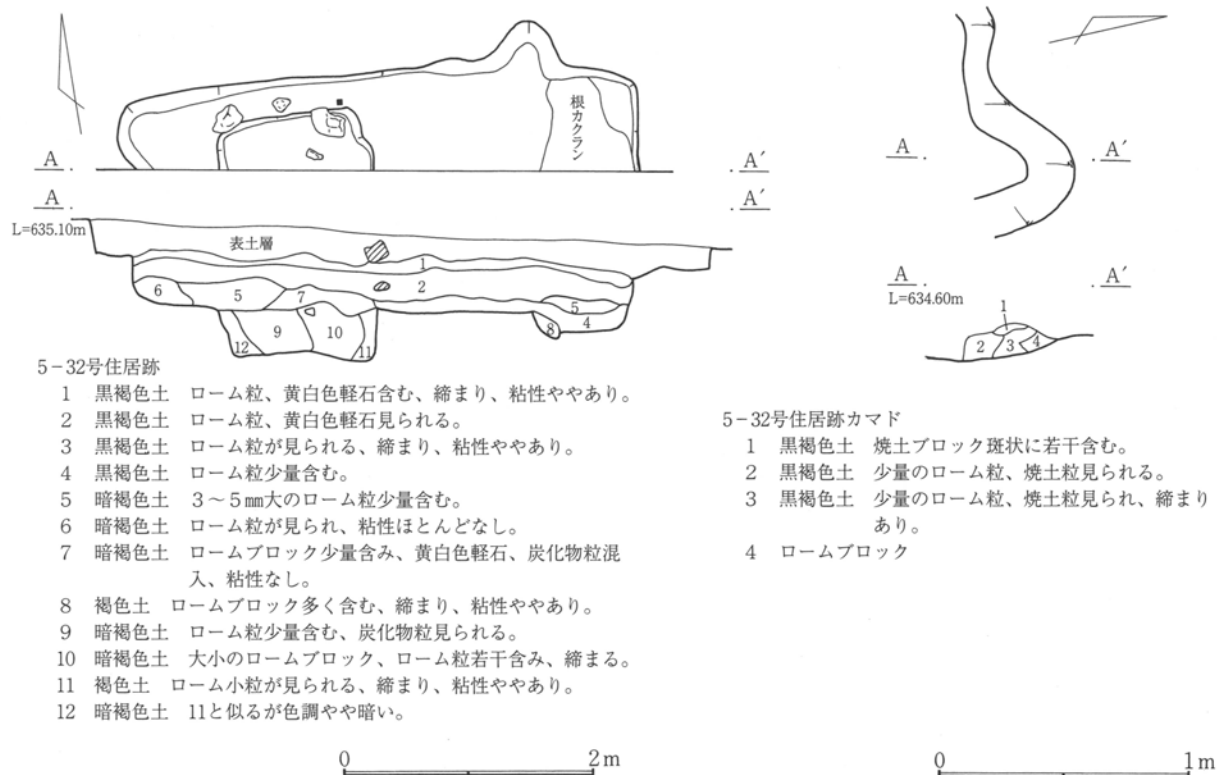 根カクラン
A
A′
A
A′
L=635.10m
表土層
1
2
6
5
7
5
4
8
9
10
12
11
5-32号住居跡
1 黒褐色土 ローム粒、黄白色軽石含む、締まり、粘性ややあり。
2 黒褐色土 ローム粒、黄白色軽石見られる。
3 黒褐色土 ローム粒が見られる、締まり、粘性ややあり。
4 黒褐色土 ローム粒少量含む。
5 暗褐色土 3～5㎜大のローム粒少量含む。
6 暗褐色土 ローム粒が見られ、粘性ほとんどなし。
7 暗褐色土 ロームブロック少量含み、黄白色軽石、炭化物粒混
入、粘性なし。
8 褐色土 ロームブロック多く含む、締まり、粘性ややあり。
9 暗褐色土 ローム粒少量含む、炭化物粒見られる。
10 暗褐色土 大小のロームブロック、ローム粒若干含み、締まる。
11 褐色土 ローム小粒が見られる、締まり、粘性ややあり。
12 暗褐色土 11と似るが色調やや暗い。
0 2m
A
A′
A
A′
L=634.60m
1
2
3
4
5-32号住居跡カマド
1 黒褐色土 焼土ブロック斑状に若干含む。
2 黒褐色土 少量のローム粒、焼土粒見られる。
3 黒褐色土 少量のローム粒、焼土粒見られ、締まり
あり。
4 ロームブロック
0 1m